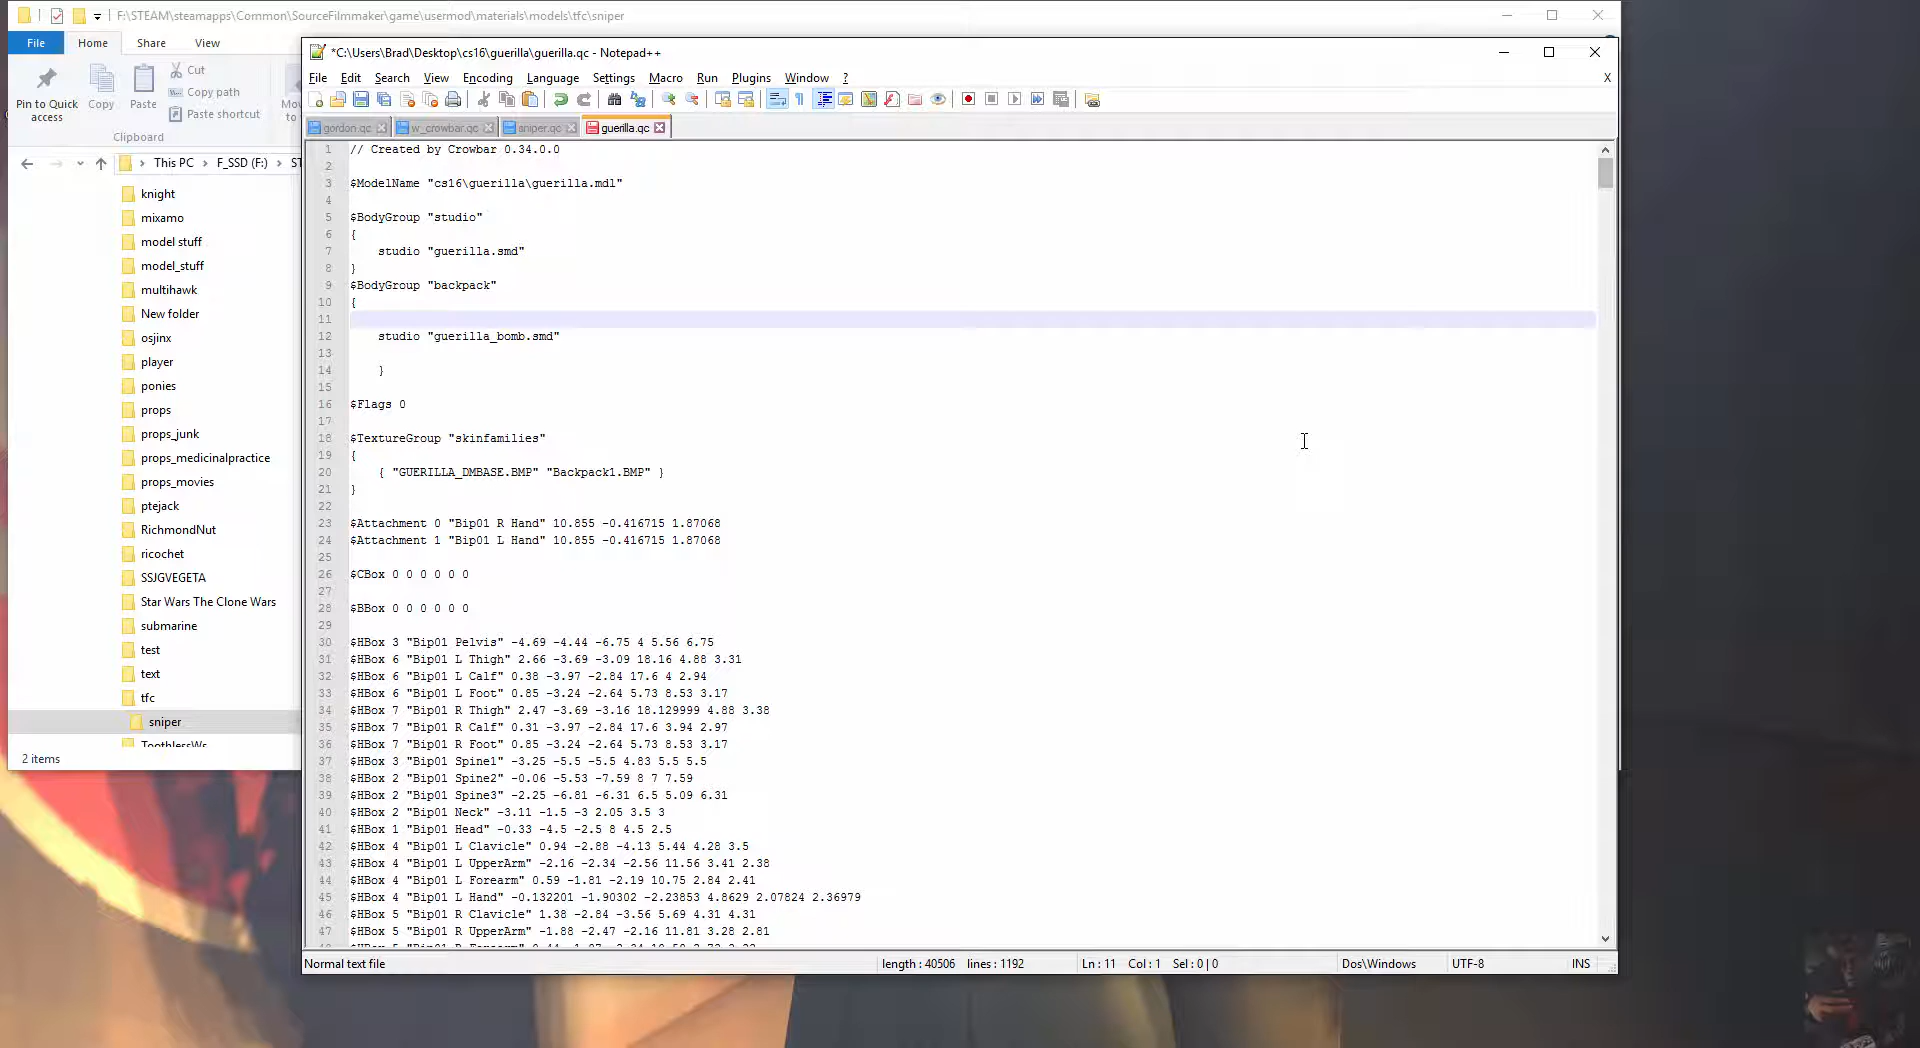 F:\STEAM\steamapps\Common\SourceFilmmaker\game\usermod\materials\models\tfc\sniper
File Home Share View
Pin to Quick access
Copy
Paste
Cut
Copy path
Paste shortcut
Clipboard
This PC > F_SSD (F:) > ST
knight
mixamo
model stuff
model_stuff
multihawk
New folder
osjinx
player
ponies
props
props_junk
props_medicinalpractice
props_movies
ptejack
RichmondNut
ricochet
SSJGVEGETA
Star Wars The Clone Wars
submarine
test
text
tfc
sniper
ToothlessWs
2 items
*C:\Users\Brad\Desktop\cs16\guerilla\guerilla.qc - Notepad++
File Edit Search View Encoding Language Settings Macro Run Plugins Window ? X
gordon.qc w_crowbar.qc sniper.qc guerilla.qc
1 // Created by Crowbar 0.34.0.0
2
3 $ModelName "cs16\guerilla\guerilla.mdl"
4
5 $BodyGroup "studio"
6 {
7 studio "guerilla.smd"
8 }
9 $BodyGroup "backpack"
10 {
11
12 studio "guerilla_bomb.smd"
13
14 }
15
16 $Flags 0
17
18 $TextureGroup "skinfamilies"
19 {
20 { "GUERILLA_DMBASE.BMP" "Backpack1.BMP" }
21 }
22
23 $Attachment 0 "Bip01 R Hand" 10.855 -0.416715 1.87068
24 $Attachment 1 "Bip01 L Hand" 10.855 -0.416715 1.87068
25
26 $CBox 0 0 0 0 0 0
27
28 $BBox 0 0 0 0 0 0
29
30 $HBox 3 "Bip01 Pelvis" -4.69 -4.44 -6.75 4 5.56 6.75
31 $HBox 6 "Bip01 L Thigh" 2.66 -3.69 -3.09 18.16 4.88 3.31
32 $HBox 6 "Bip01 L Calf" 0.38 -3.97 -2.84 17.6 4 2.94
33 $HBox 6 "Bip01 L Foot" 0.85 -3.24 -2.64 5.73 8.53 3.17
34 $HBox 7 "Bip01 R Thigh" 2.47 -3.69 -3.16 18.129999 4.88 3.38
35 $HBox 7 "Bip01 R Calf" 0.31 -3.97 -2.84 17.6 3.94 2.97
36 $HBox 7 "Bip01 R Foot" 0.85 -3.24 -2.64 5.73 8.53 3.17
37 $HBox 3 "Bip01 Spine1" -3.25 -5.5 -5.5 4.83 5.5 5.5
38 $HBox 2 "Bip01 Spine2" -0.06 -5.53 -7.59 8 7 7.59
39 $HBox 2 "Bip01 Spine3" -2.25 -6.81 -6.31 6.5 5.09 6.31
40 $HBox 2 "Bip01 Neck" -3.11 -1.5 -3 2.05 3.5 3
41 $HBox 1 "Bip01 Head" -0.33 -4.5 -2.5 8 4.5 2.5
42 $HBox 4 "Bip01 L Clavicle" 0.94 -2.88 -4.13 5.44 4.28 3.5
43 $HBox 4 "Bip01 L UpperArm" -2.16 -2.34 -2.56 11.56 3.41 2.38
44 $HBox 4 "Bip01 L Forearm" 0.59 -1.81 -2.19 10.75 2.84 2.41
45 $HBox 4 "Bip01 L Hand" -0.132201 -1.90302 -2.23853 4.8629 2.07824 2.36979
46 $HBox 5 "Bip01 R Clavicle" 1.38 -2.84 -3.56 5.69 4.31 4.31
47 $HBox 5 "Bip01 R UpperArm" -1.88 -2.47 -2.16 11.81 3.28 2.81
Normal text file length : 40506 lines : 1192 Ln : 11 Col : 1 Sel : 0 | 0 Dos\Windows UTF-8 INS